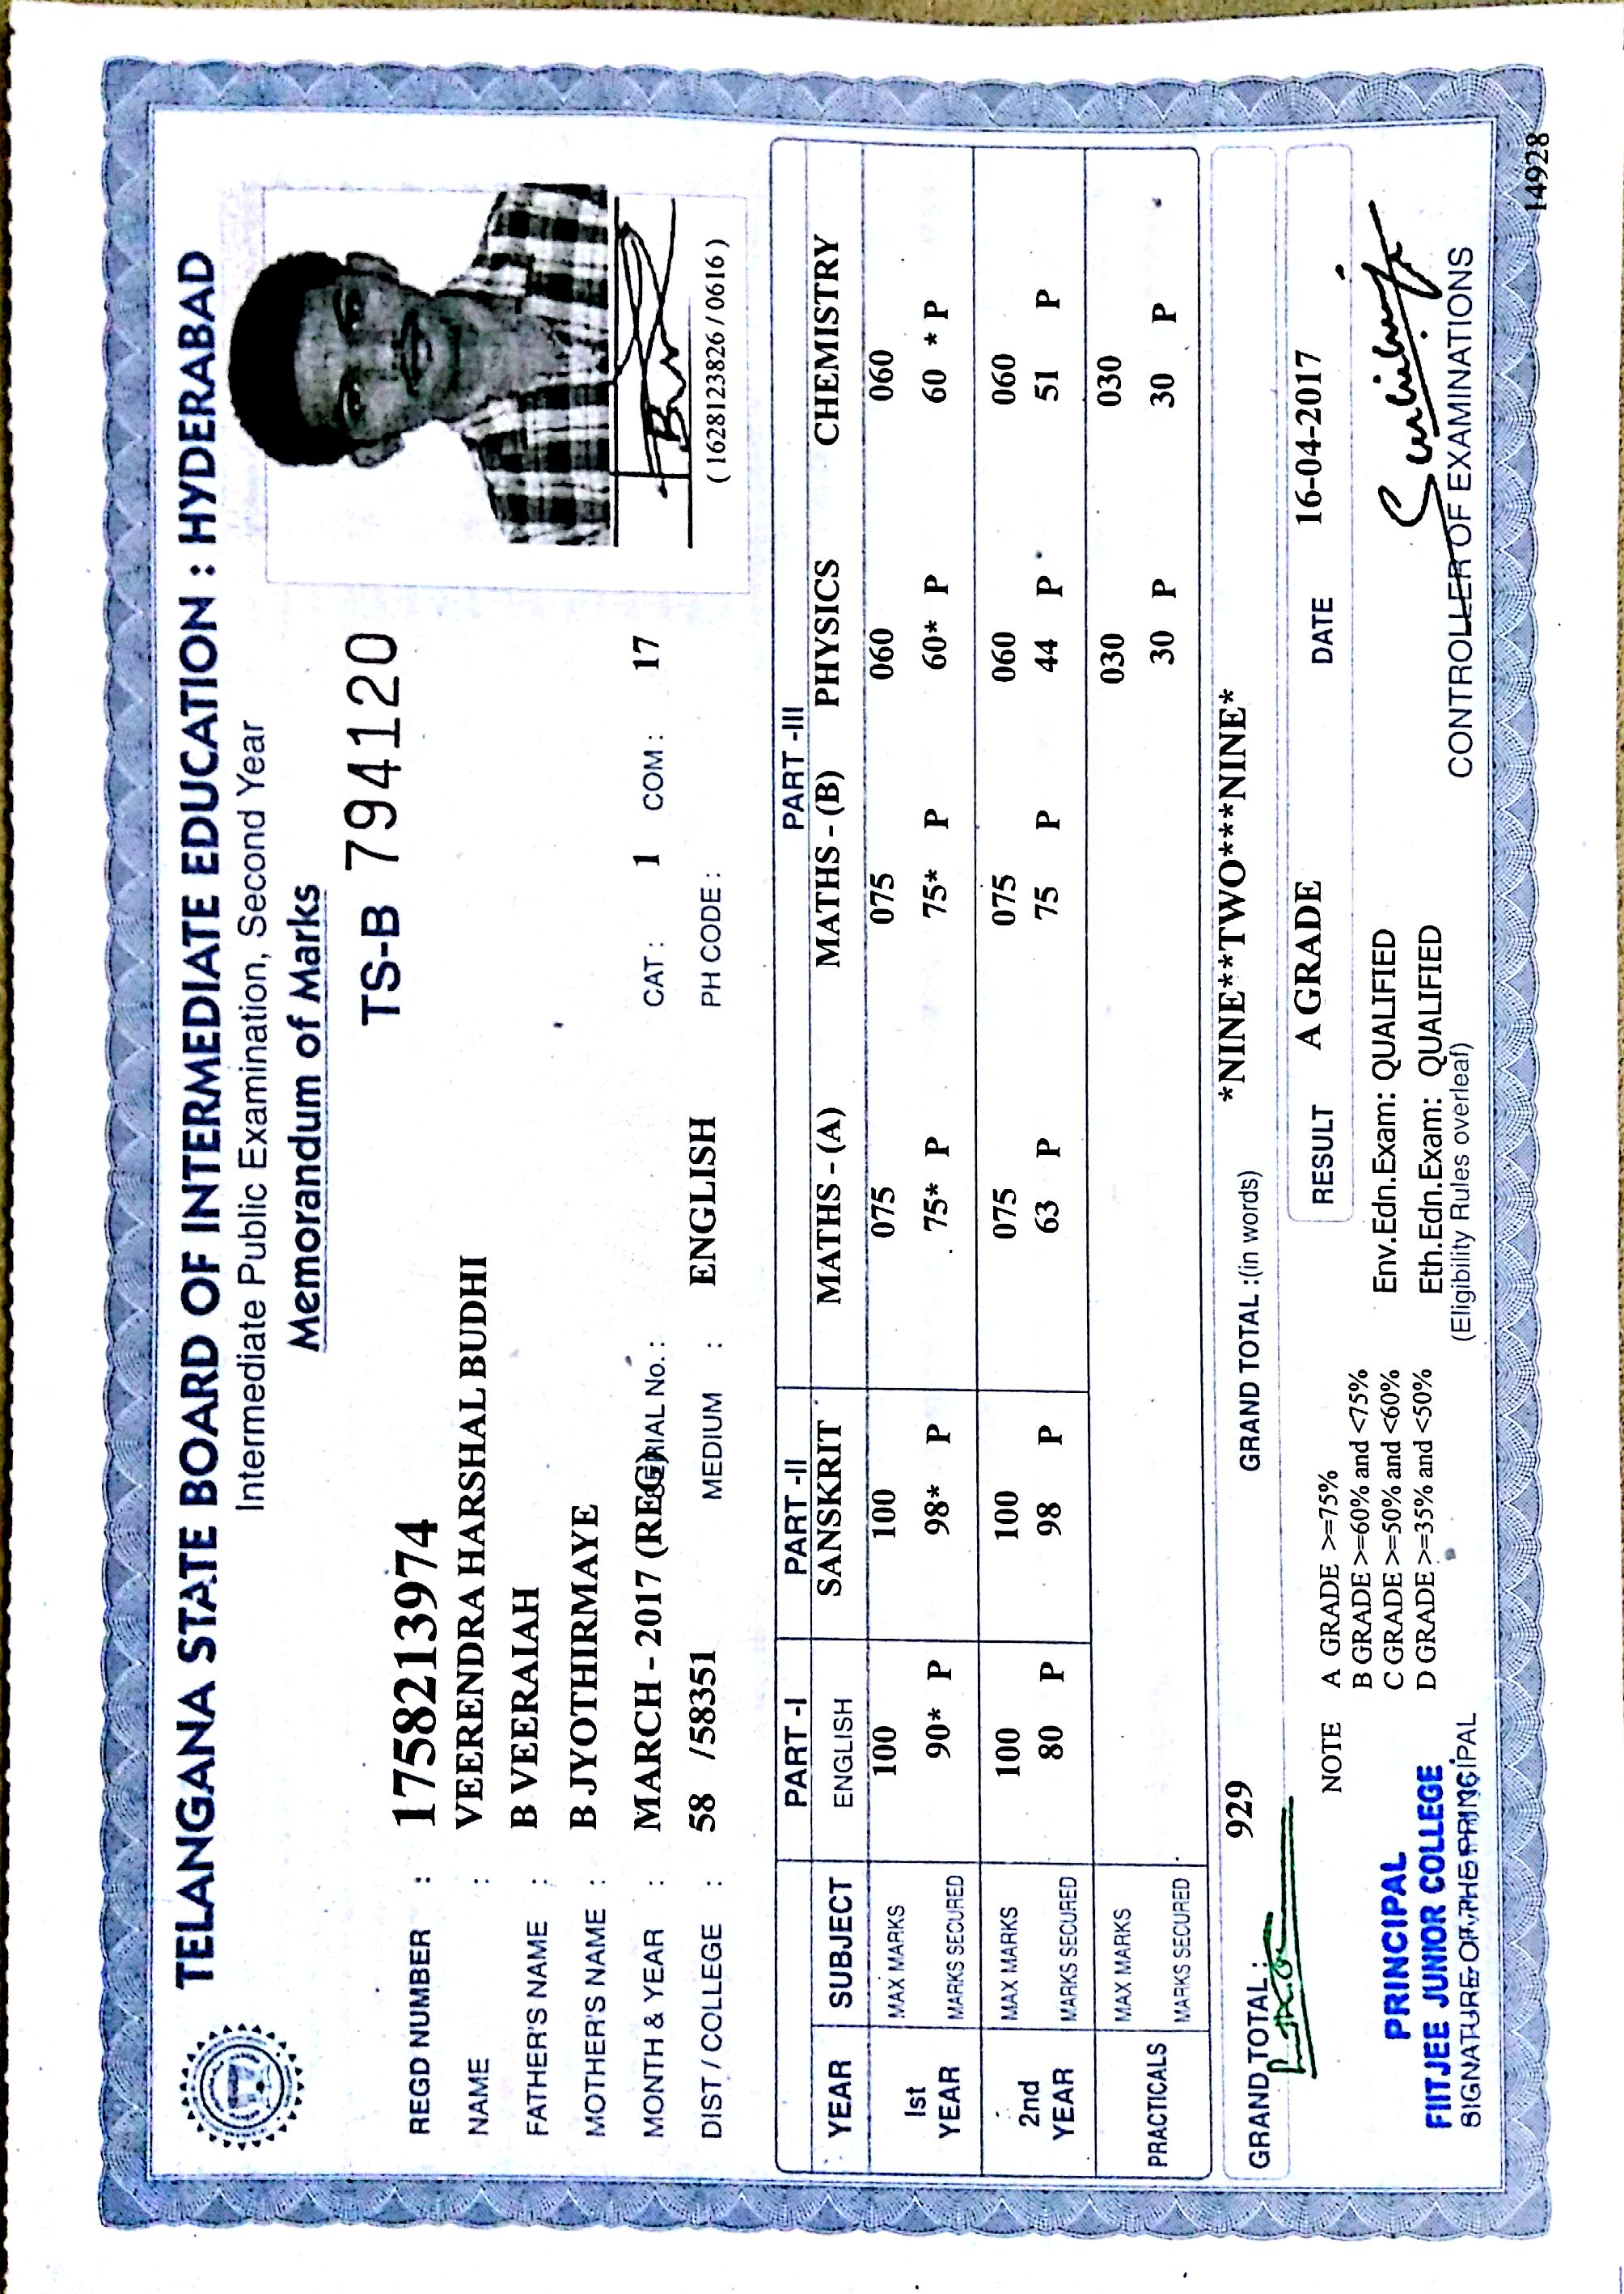 TELANGANA STATE BOARD OF INTERMEDIATE EDUCATION : HYDERABAD
Intermediate Public Examination, Second Year
Memorandum of Marks
TS-B 794120
REGD NUMBER : 1758213974
NAME : VEERENDRA HARSHAL BUDHI
FATHER'S NAME : B VEERAIAH
MOTHER'S NAME : B JYOTHIRMAYE
MONTH & YEAR : MARCH - 2017 (REG) SERIAL No. : CAT : 1 COM : 17
DIST / COLLEGE : 58 /58351 MEDIUM : ENGLISH PH CODE :
( 1628123826 / 0616 )
PART -I PART -II PART -III
YEAR SUBJECT ENGLISH SANSKRIT MATHS - (A) MATHS - (B) PHYSICS CHEMISTRY
Ist YEAR MAX MARKS 100 100 075 075 060 060
MARKS SECURED 90* P 98* P 75* P 75* P 60* P 60 * P
2nd YEAR MAX MARKS 100 100 075 075 060 060
MARKS SECURED 80 P 98 P 63 P 75 P 44 P 51 P
PRACTICALS MAX MARKS 030 030
MARKS SECURED 30 P 30 P
GRAND TOTAL : 929 GRAND TOTAL :(in words) *NINE**TWO***NINE*
RESULT A GRADE DATE 16-04-2017
NOTE A GRADE >=75%
B GRADE >=60% and <75%
C GRADE >=50% and <60%
D GRADE >=35% and <50%
Env.Edn.Exam: QUALIFIED
Eth.Edn.Exam: QUALIFIED
(Eligibility Rules overleaf)
PRINCIPAL
FIITJEE JUNIOR COLLEGE
SIGNATURE OF THE PRINCIPAL
CONTROLLER OF EXAMINATIONS
14928